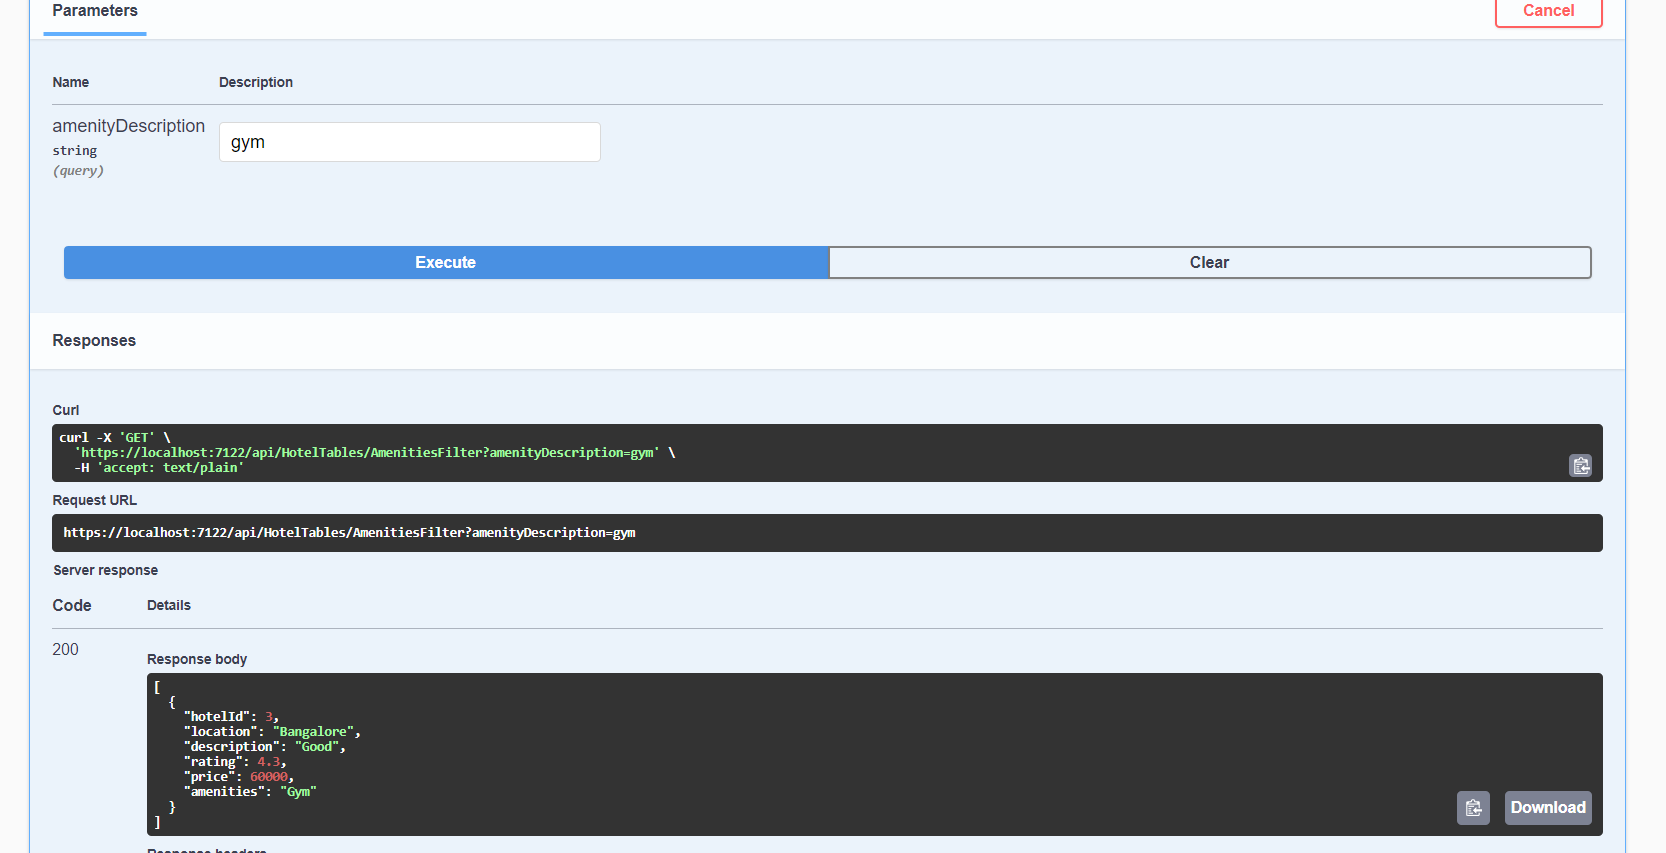 Parameters
Cancel
Name Description
amenityDescription
string
(query)
gym
Execute Clear
Responses
Curl
curl -X 'GET' \
'https://localhost:7122/api/HotelTables/AmenitiesFilter?amenityDescription=gym' \
-H 'accept: text/plain'
Request URL
https://localhost:7122/api/HotelTables/AmenitiesFilter?amenityDescription=gym
Server response
Code Details
200
Response body
[
{
"hotelId": 3,
"location": "Bangalore",
"description": "Good",
"rating": 4.3,
"price": 60000,
"amenities": "Gym"
}
]
Download
Response headers